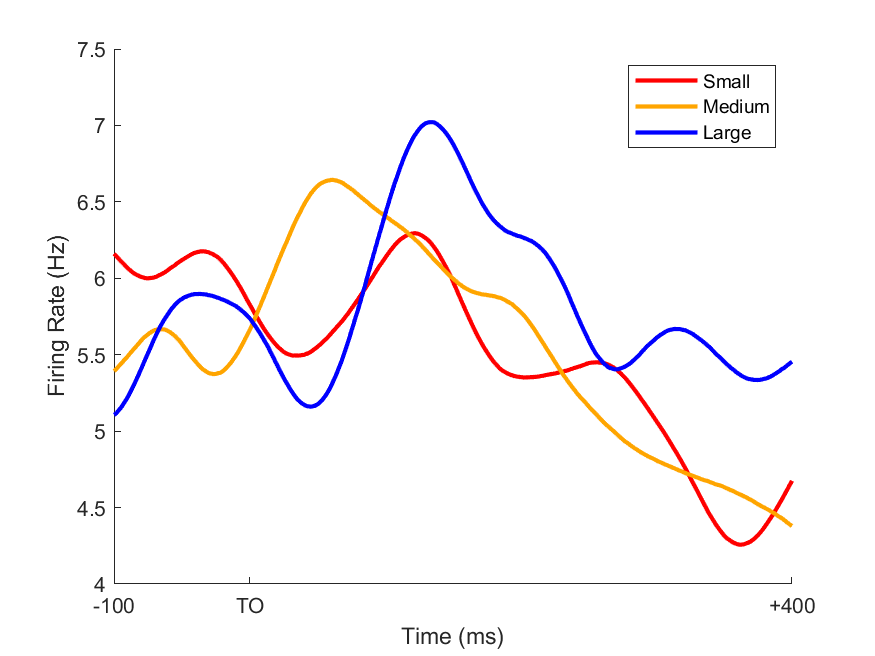 7.5
7
6.5
6
5.5
5
4.5
4
Firing Rate (Hz)
Small
Medium
Large
-100 TO +400
Time (ms)